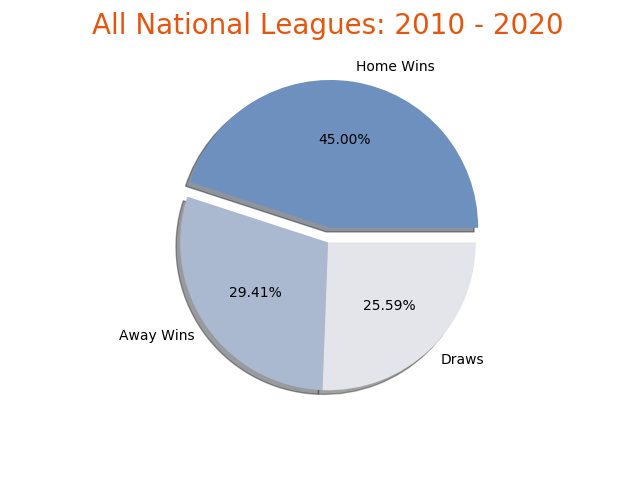 All National Leagues: 2010 - 2020
Home Wins
45.00%
29.41%
25.59%
Away Wins
Draws